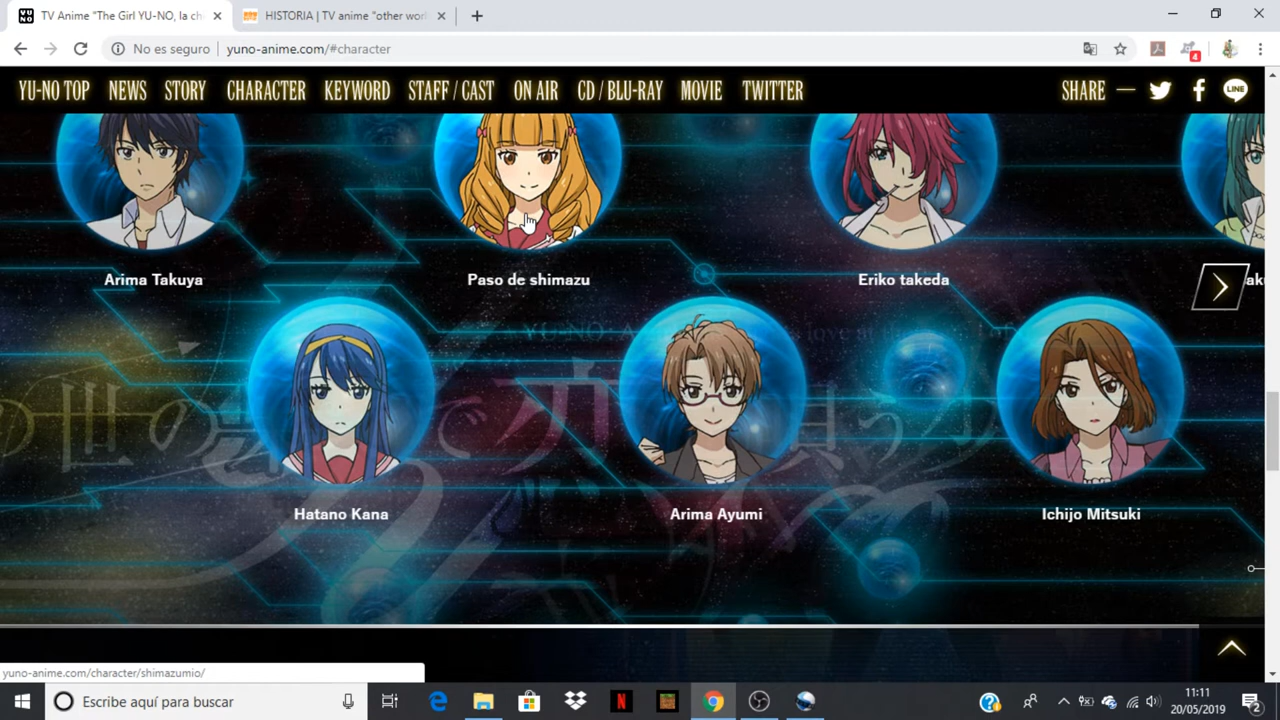 TV Anime "The Girl YU-NO, la ch
HISTORIA | TV anime "other worl
No es seguro
yuno-anime.com/#character
4
YU-NO TOP NEWS STORY CHARACTER KEYWORD STAFF / CAST ON AIR CD / BLU-RAY MOVIE TWITTER SHARE
LINE
Arima Takuya
Paso de shimazu
Eriko takeda
Hatano Kana
Arima Ayumi
Ichijo Mitsuki
yuno-anime.com/character/shimazumio/
Escribe aquí para buscar
11:11
20/05/2019
2